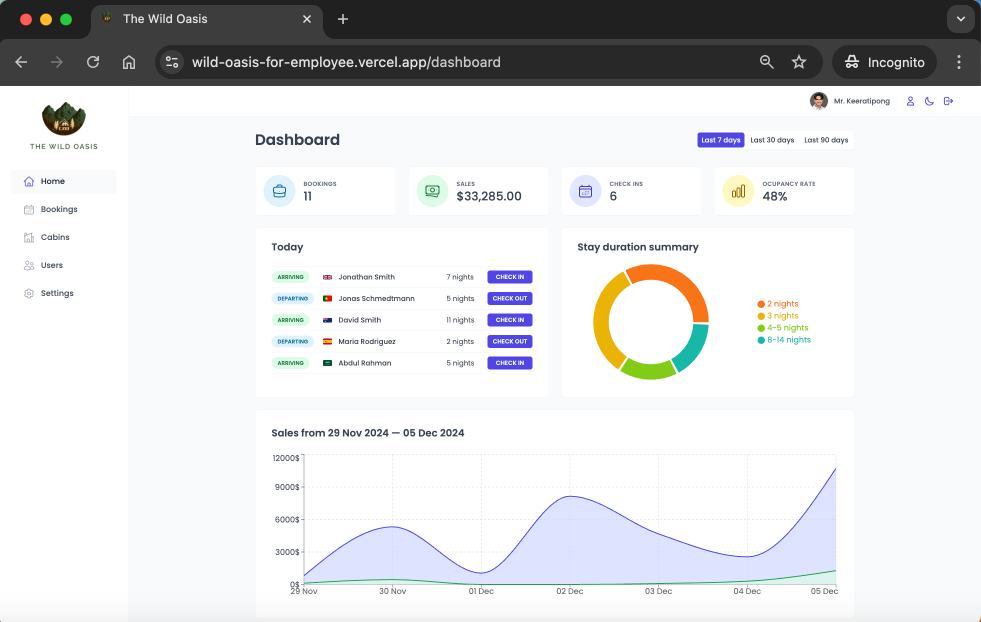 The Wild Oasis
wild-oasis-for-employee.vercel.app/dashboard
Incognito
THE WILD OASIS
Mr. Keeratipong
Home
Bookings
Cabins
Users
Settings
Dashboard
Last 7 days Last 30 days Last 90 days
BOOKINGS
11
SALES
$33,285.00
CHECK INS
6
OCUPANCY RATE
48%
Today
ARRIVING Jonathan Smith 7 nights CHECK IN
DEPARTING Jonas Schmedtmann 5 nights CHECK OUT
ARRIVING David Smith 11 nights CHECK IN
DEPARTING Maria Rodriguez 2 nights CHECK OUT
ARRIVING Abdul Rahman 5 nights CHECK IN
Stay duration summary
2 nights
3 nights
4-5 nights
8-14 nights
Sales from 29 Nov 2024 — 05 Dec 2024
12000$
9000$
6000$
3000$
0$
29 Nov 30 Nov 01 Dec 02 Dec 03 Dec 04 Dec 05 Dec